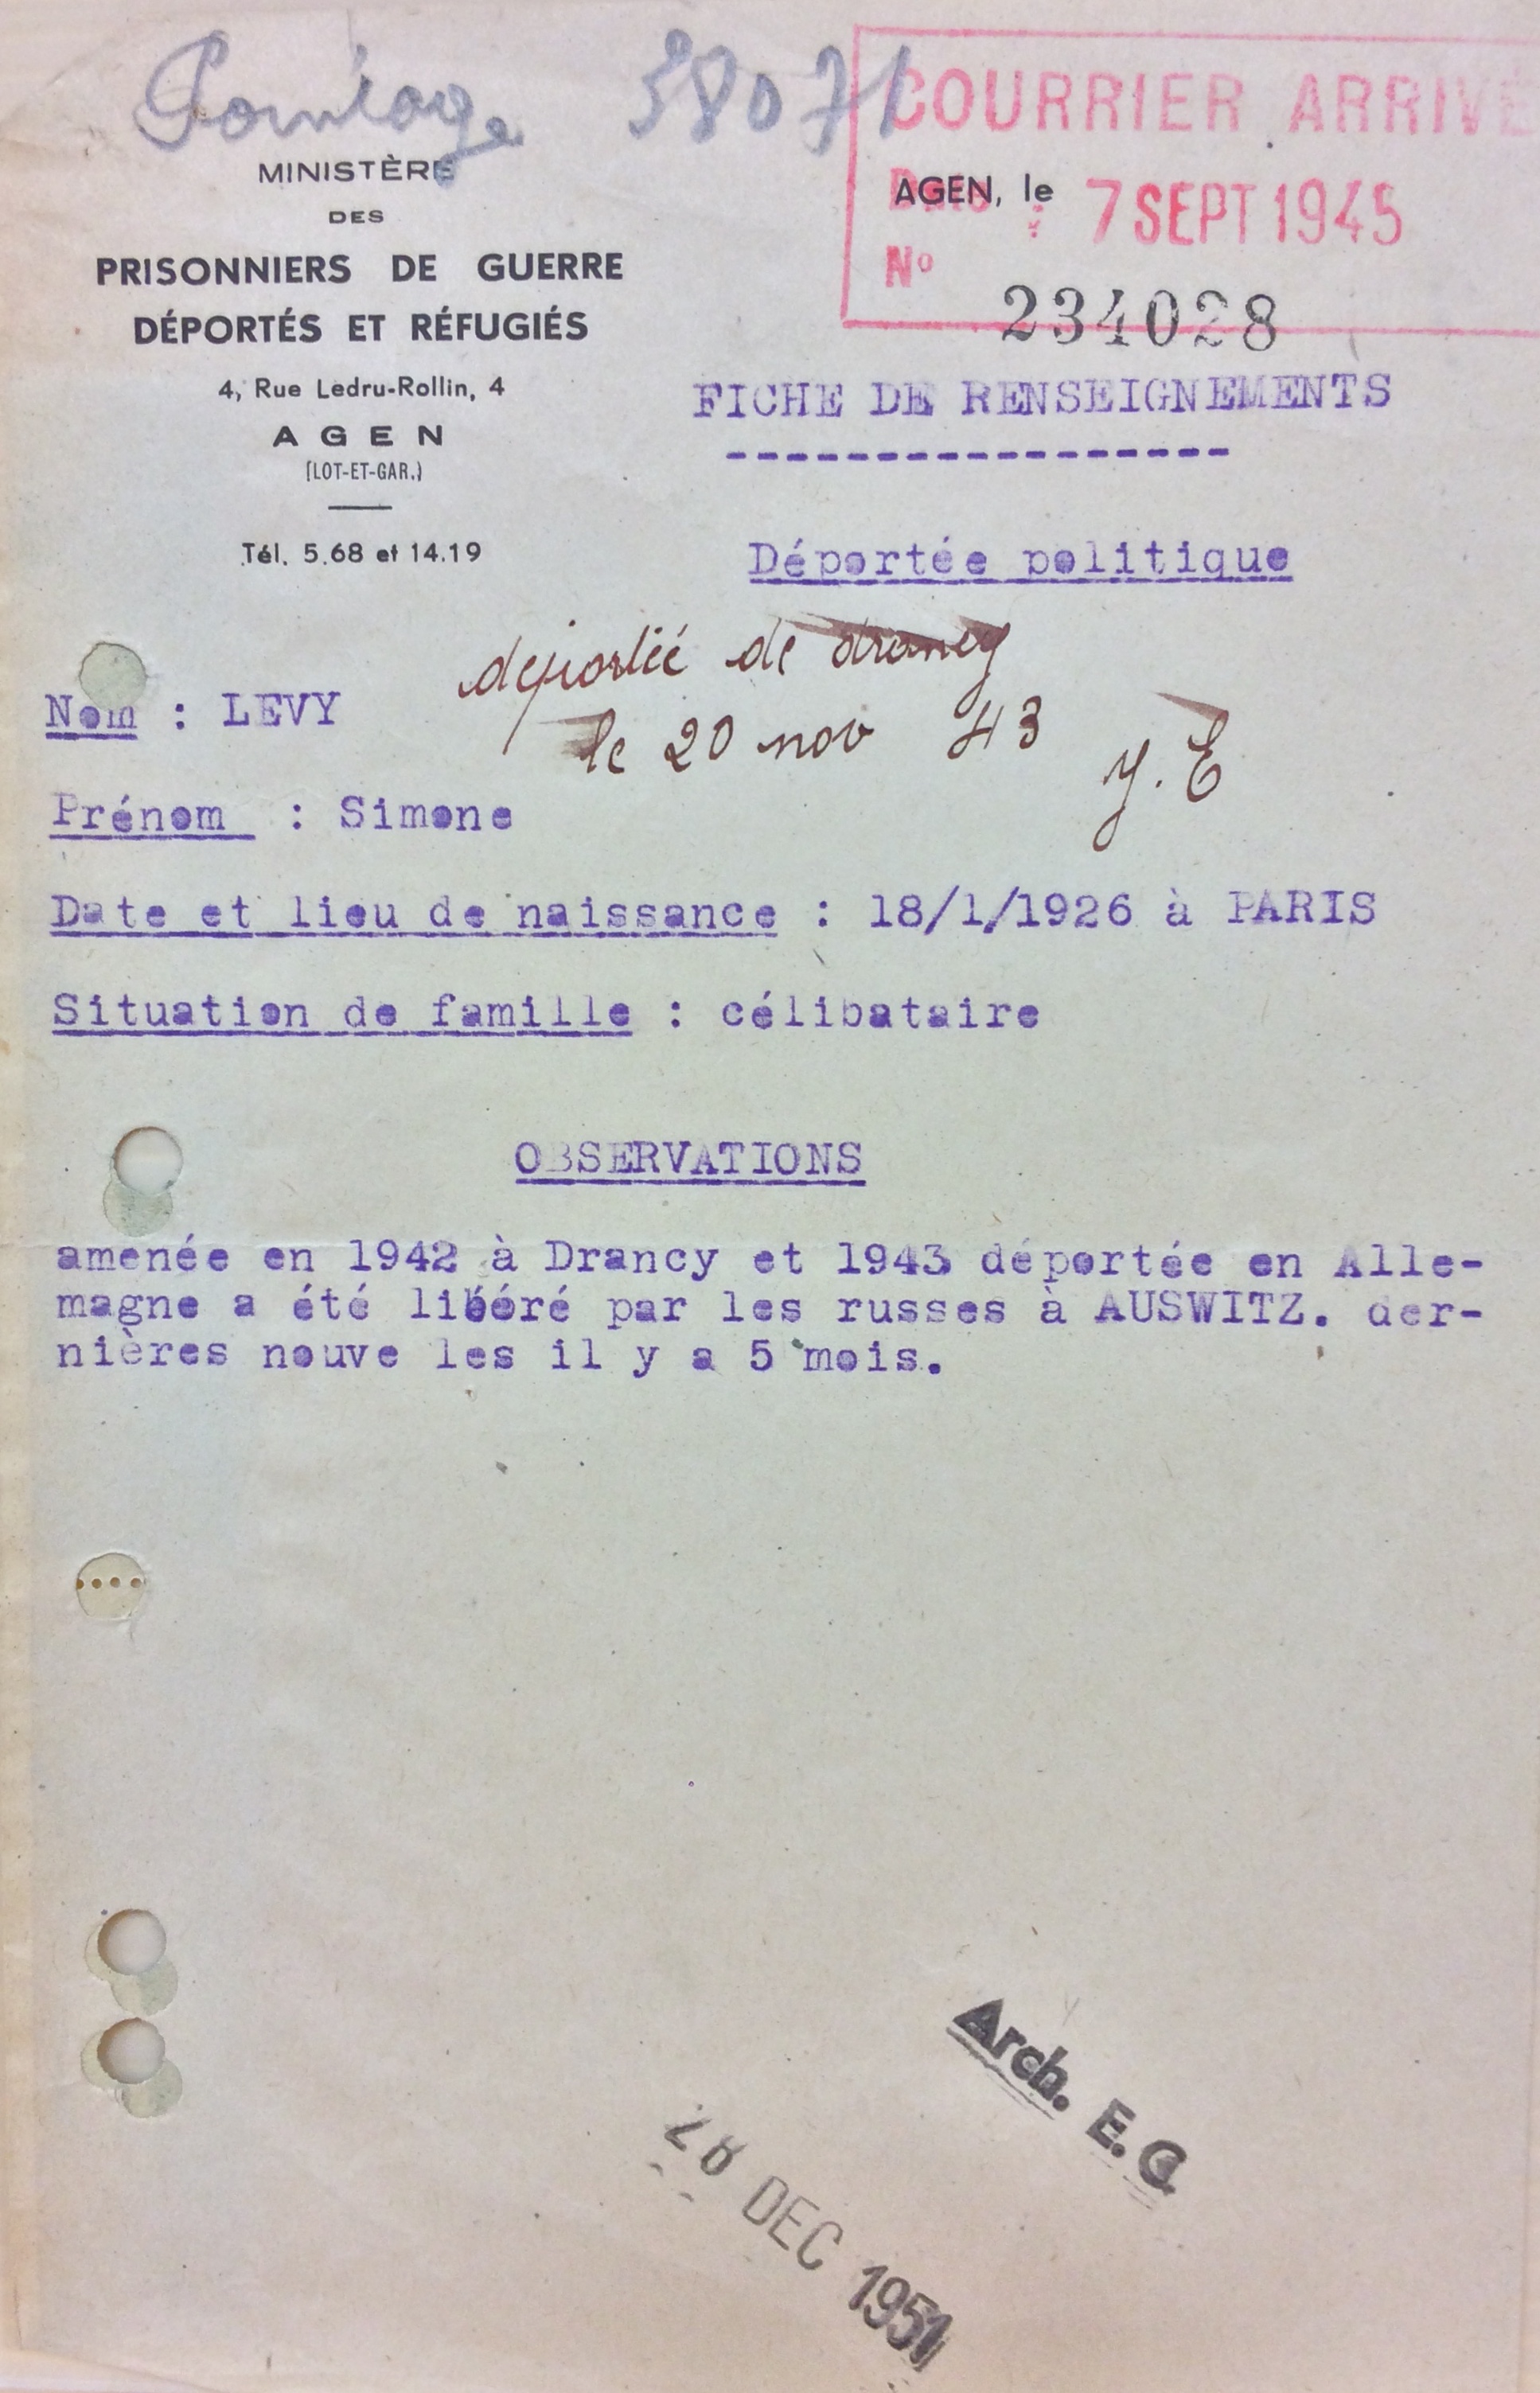 Pointage 38071
COURRIER ARRIVÉ
MINISTÈRE
DES
PRISONNIERS DE GUERRE
DÉPORTÉS ET RÉFUGIÉS
4, Rue Ledru-Rollin, 4
AGEN
(LOT-ET-GAR.)
Tél. 5.68 et 14.19
AGEN, le
Date : 7 SEPT 1945
No
234028
FICHE DE RENSEIGNEMENTS
------------------
Déportée politique
deportéé de drancy
le 20 nov 43
y. E
Nom : LEVY
Prénom : Simone
Date et lieu de naissance : 18/1/1926 à PARIS
Situation de famille : célibataire
OBSERVATIONS
amenée en 1942 à Drancy et 1943 déportée en Alle-
magne a été libéré par les russes à AUSWITZ. der-
nières nouve les il y a 5 mois.
Arch. E.C.
28 DEC 1951